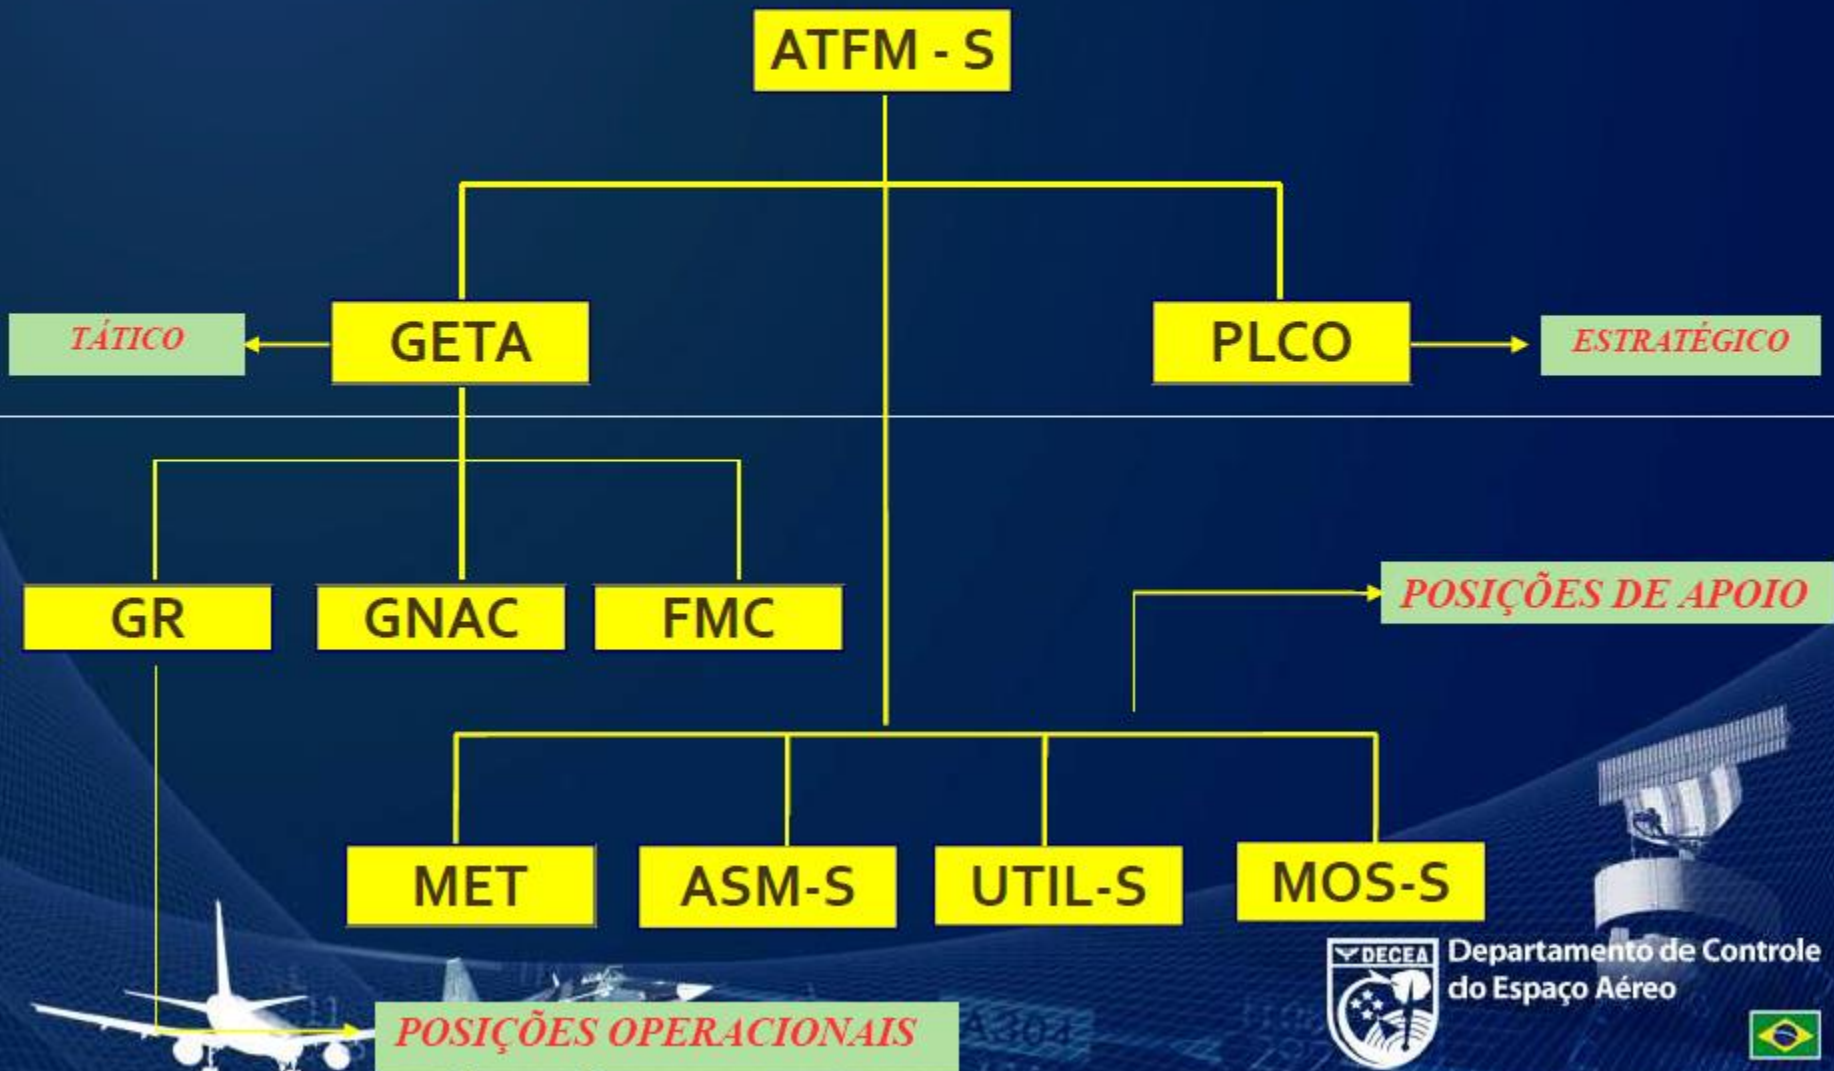 ATFM - S
TÁTICO
GETA
PLCO
ESTRATÉGICO
GR
GNAC
FMC
POSIÇÕES DE APOIO
MET
ASM-S
UTIL-S
MOS-S
DECEA
Departamento de Controle
do Espaço Aéreo
POSIÇÕES OPERACIONAIS
A304